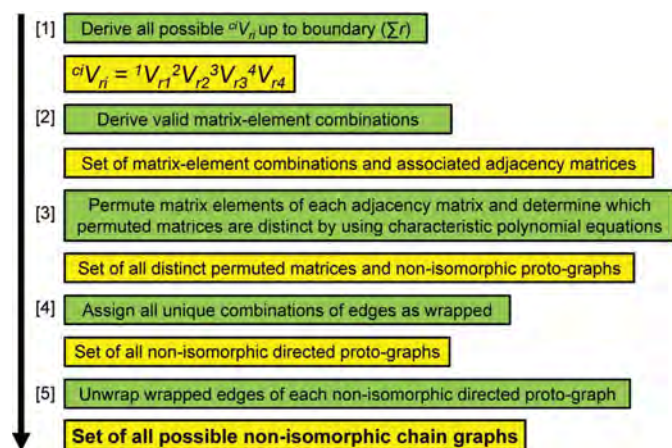 [1] Derive all possible ᶜⁱVᵣᵢ up to boundary (∑r)
ᶜⁱVᵣᵢ = ¹Vᵣ₁²Vᵣ₂³Vᵣ₃⁴Vᵣ₄
[2] Derive valid matrix-element combinations
Set of matrix-element combinations and associated adjacency matrices
[3] Permute matrix elements of each adjacency matrix and determine which
permuted matrices are distinct by using characteristic polynomial equations
Set of all distinct permuted matrices and non-isomorphic proto-graphs
[4] Assign all unique combinations of edges as wrapped
Set of all non-isomorphic directed proto-graphs
[5] Unwrap wrapped edges of each non-isomorphic directed proto-graph
Set of all possible non-isomorphic chain graphs